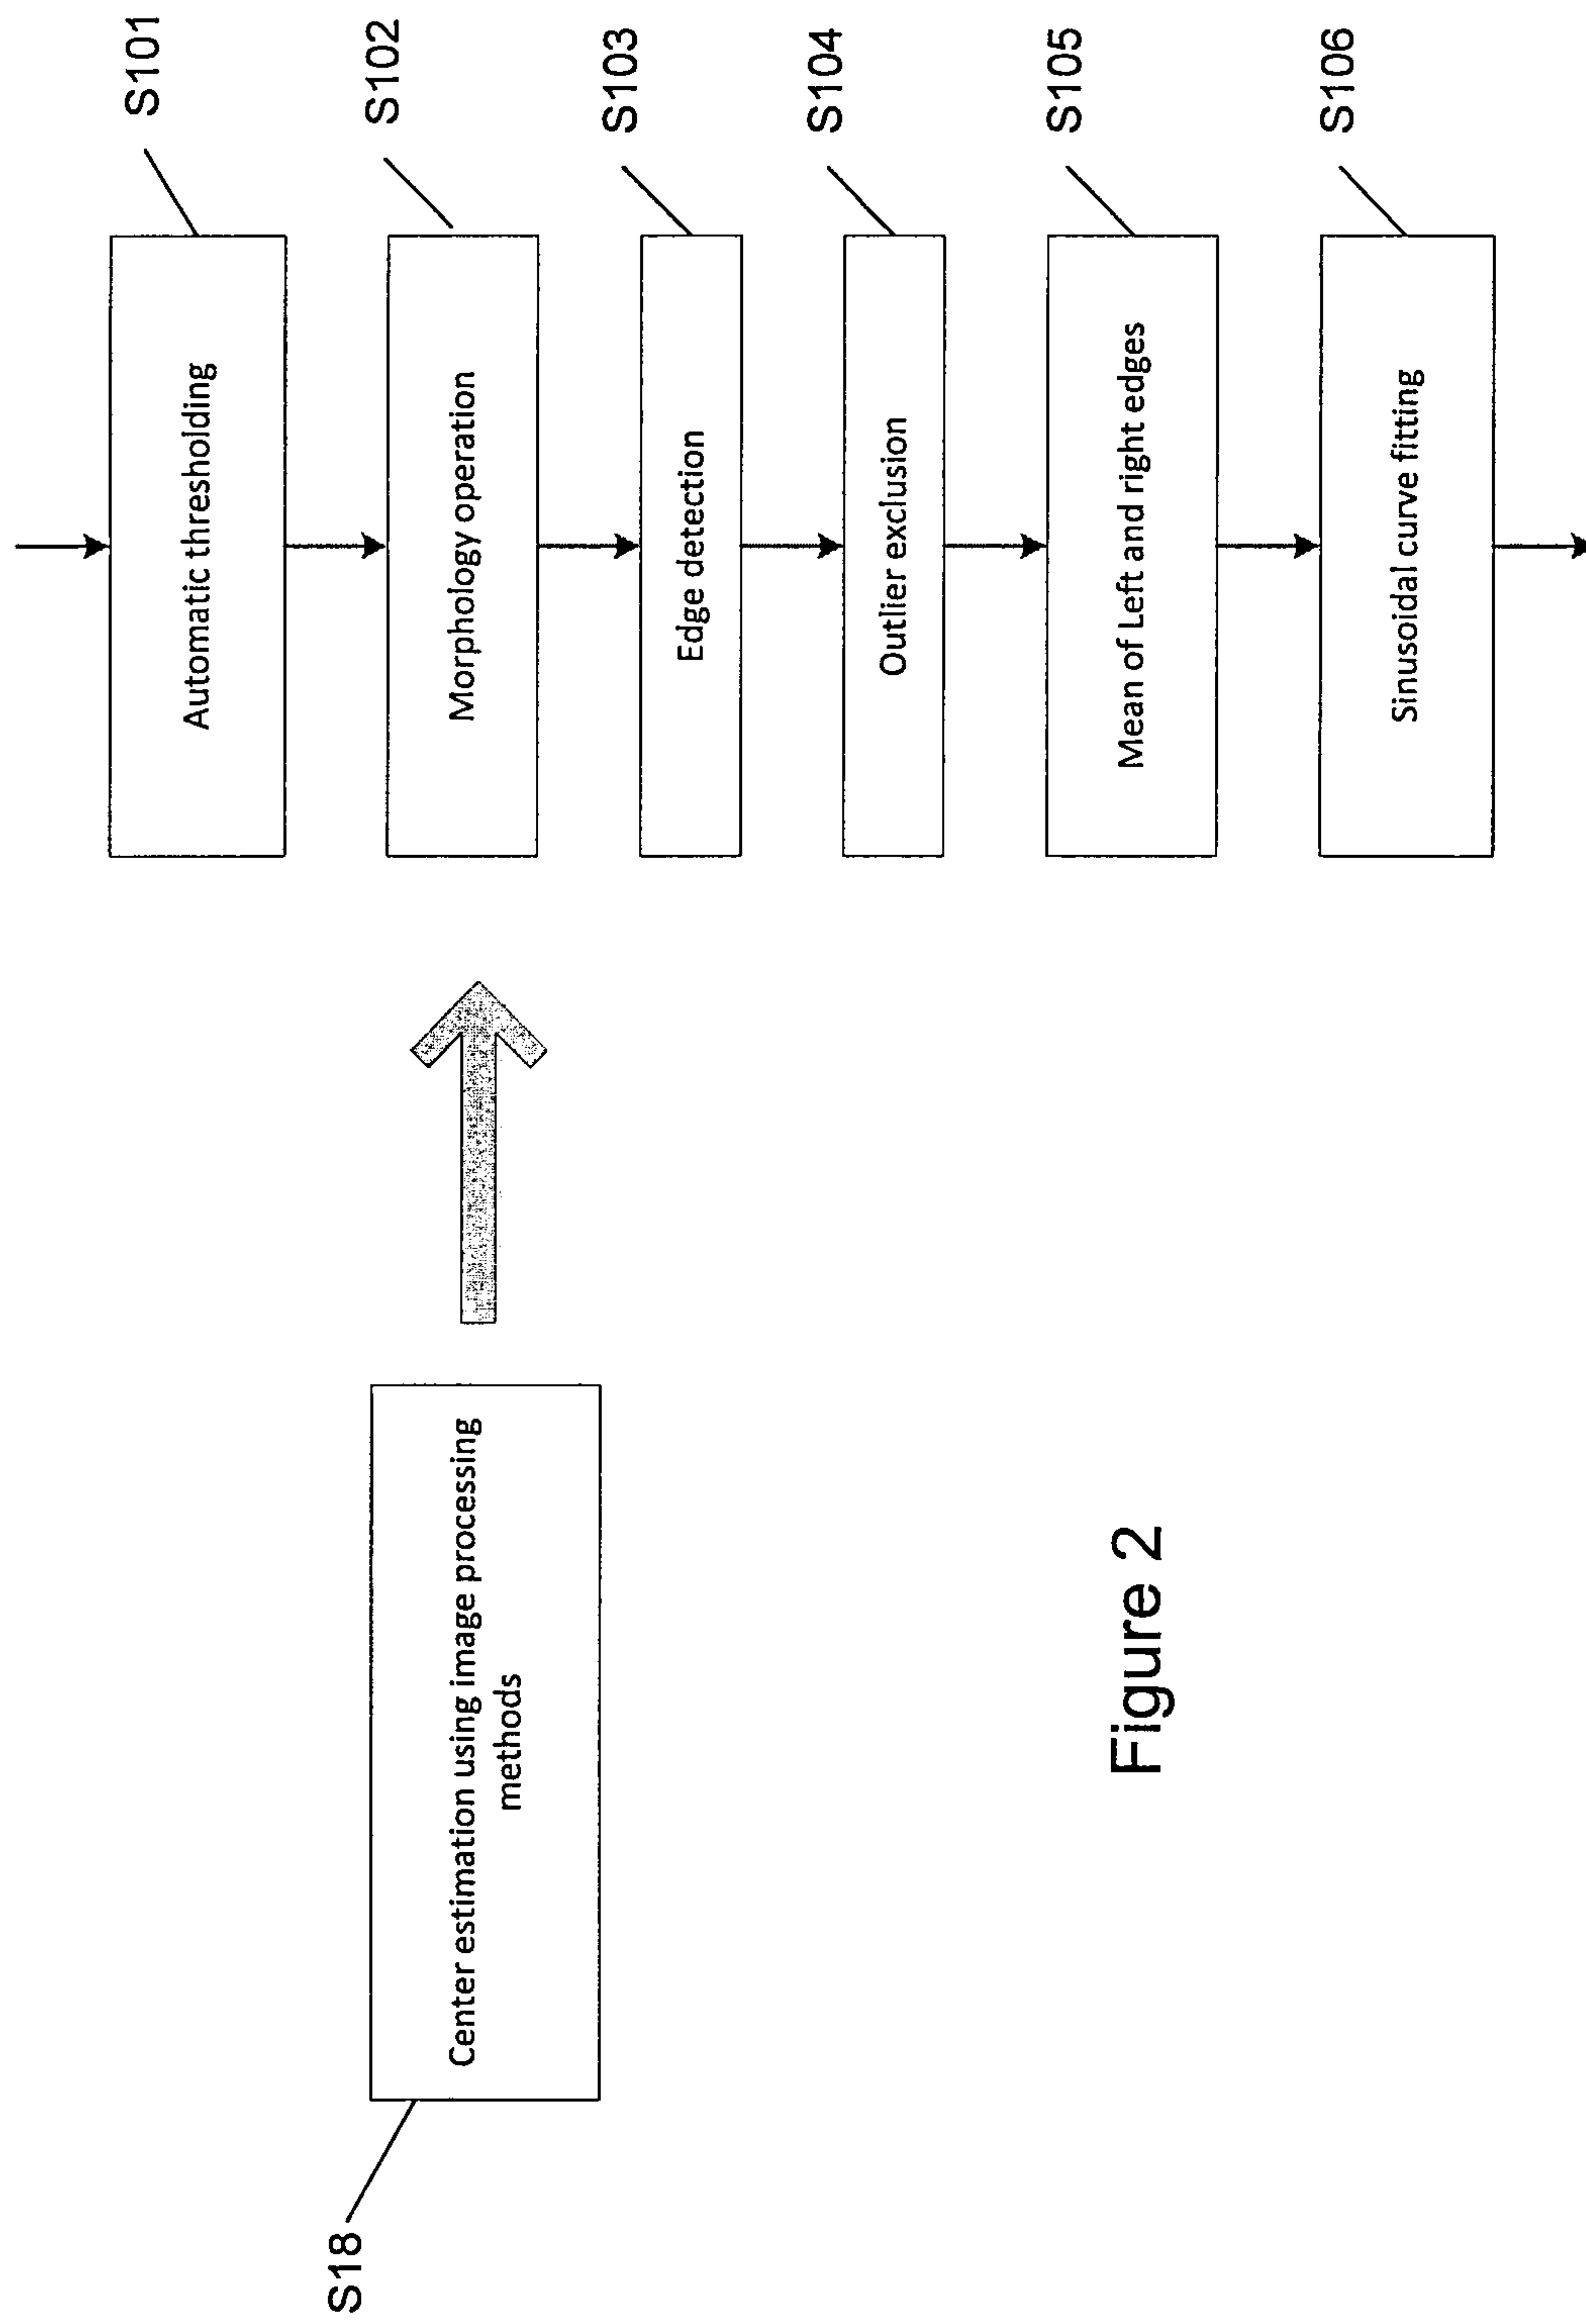 S18
Center estimation using image processing
methods
S101
Automatic thresholding
S102
Morphology operation
S103
Edge detection
S104
Outlier exclusion
S105
Mean of Left and right edges
S106
Sinusoidal curve fitting
Figure 2